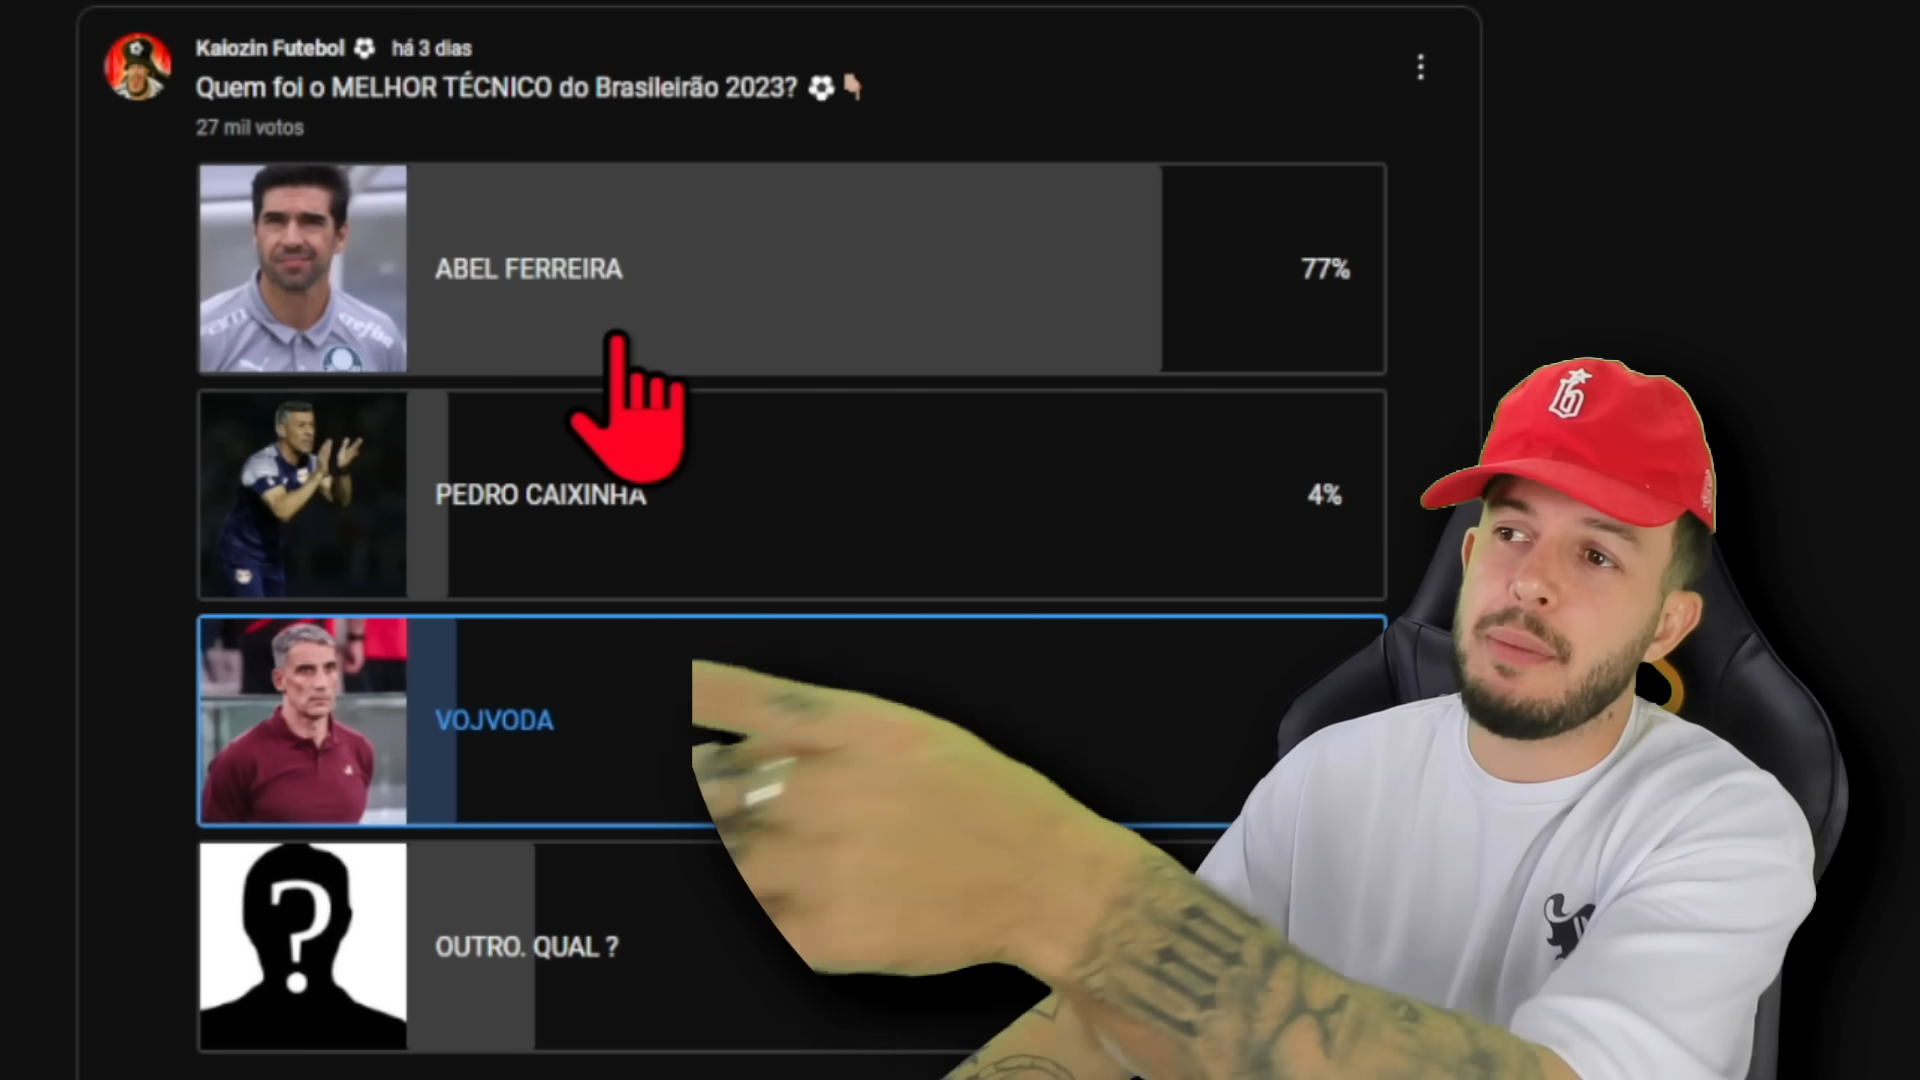 Kaiozin Futebol há 3 dias
Quem foi o MELHOR TÉCNICO do Brasileirão 2023?
27 mil votos
ABEL FERREIRA
77%
PEDRO CAIXINHA
4%
VOJVODA
OUTRO. QUAL ?
?